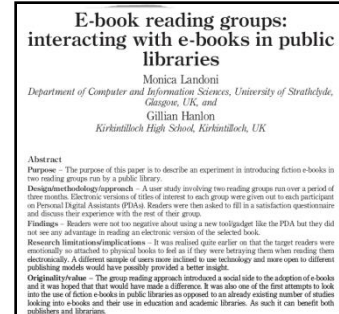 E-book reading groups:
interacting with e-books in public
libraries
Monica Landoni
Department of Computer and Information Sciences, University of Strathclyde,
Glasgow, UK, and
Gillian Hanlon
Kirkintilloch High School, Kirkintilloch, UK
Abstract
Purpose – The purpose of this paper is to describe an experiment in introducing fiction e-books in
two reading groups run by a public library.
Design/methodology/approach – A user study involving two reading groups run over a period of
three months. Electronic versions of titles of interest to each group were given out to each participant
on Personal Digital Assistants (PDAs). Readers were then asked to fill in a satisfaction questionnaire
and discuss their experience with the rest of their group.
Findings – Readers were not too negative about using a new tool/gadget like the PDA but they did
not see any advantage in reading an electronic version of the selected book.
Research limitations/implications – It was realised quite earlier on that the target readers were
emotionally so attached to physical books to feel as if they were betraying them when reading them
electronically. A different sample of users more inclined to use technology and more open to different
publishing models would have possibly provided a better insight.
Originality/value – The group reading approach introduced a social side to the adoption of e-books
and it was hoped that that would have made a difference. It was also one of the first attempts to look
into the use of fiction e-books in public libraries as opposed to an already existing number of studies
looking into e-books and their use in education and academic libraries. As such it can benefit both
publishers and librarians.